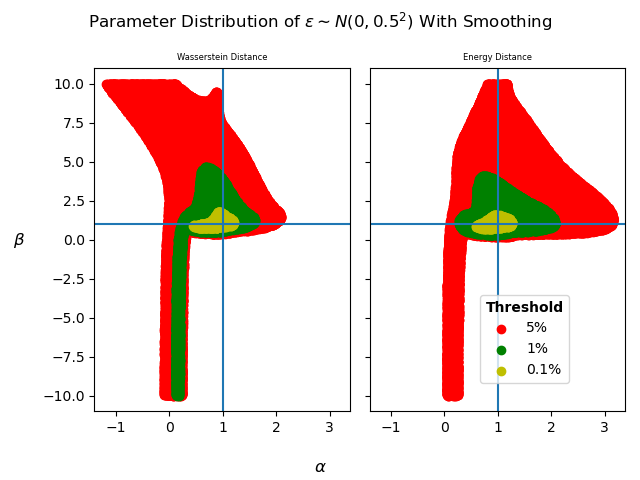 Parameter Distribution of ε ∼ N(0, 0.5²) With Smoothing
Wasserstein Distance
Energy Distance
10.0
7.5
5.0
2.5
0.0
−2.5
−5.0
−7.5
−10.0
β
Threshold
5%
1%
0.1%
−1 0 1 2 3
−1 0 1 2 3
α